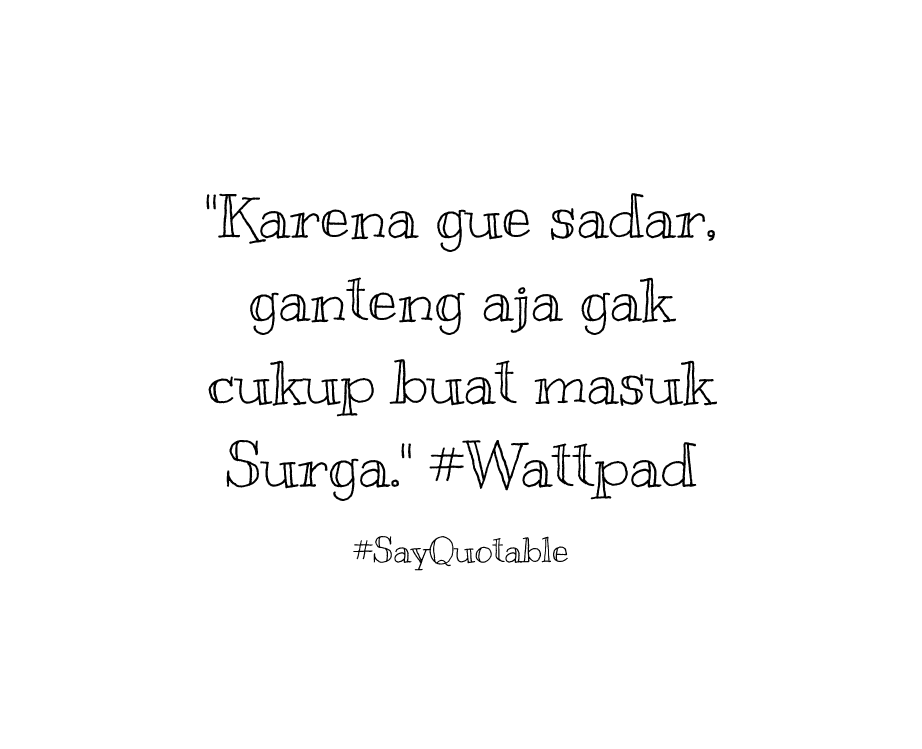 "Karena gue sadar,
ganteng aja gak
cukup buat masuk
Surga." #Wattpad
#SayQuotable